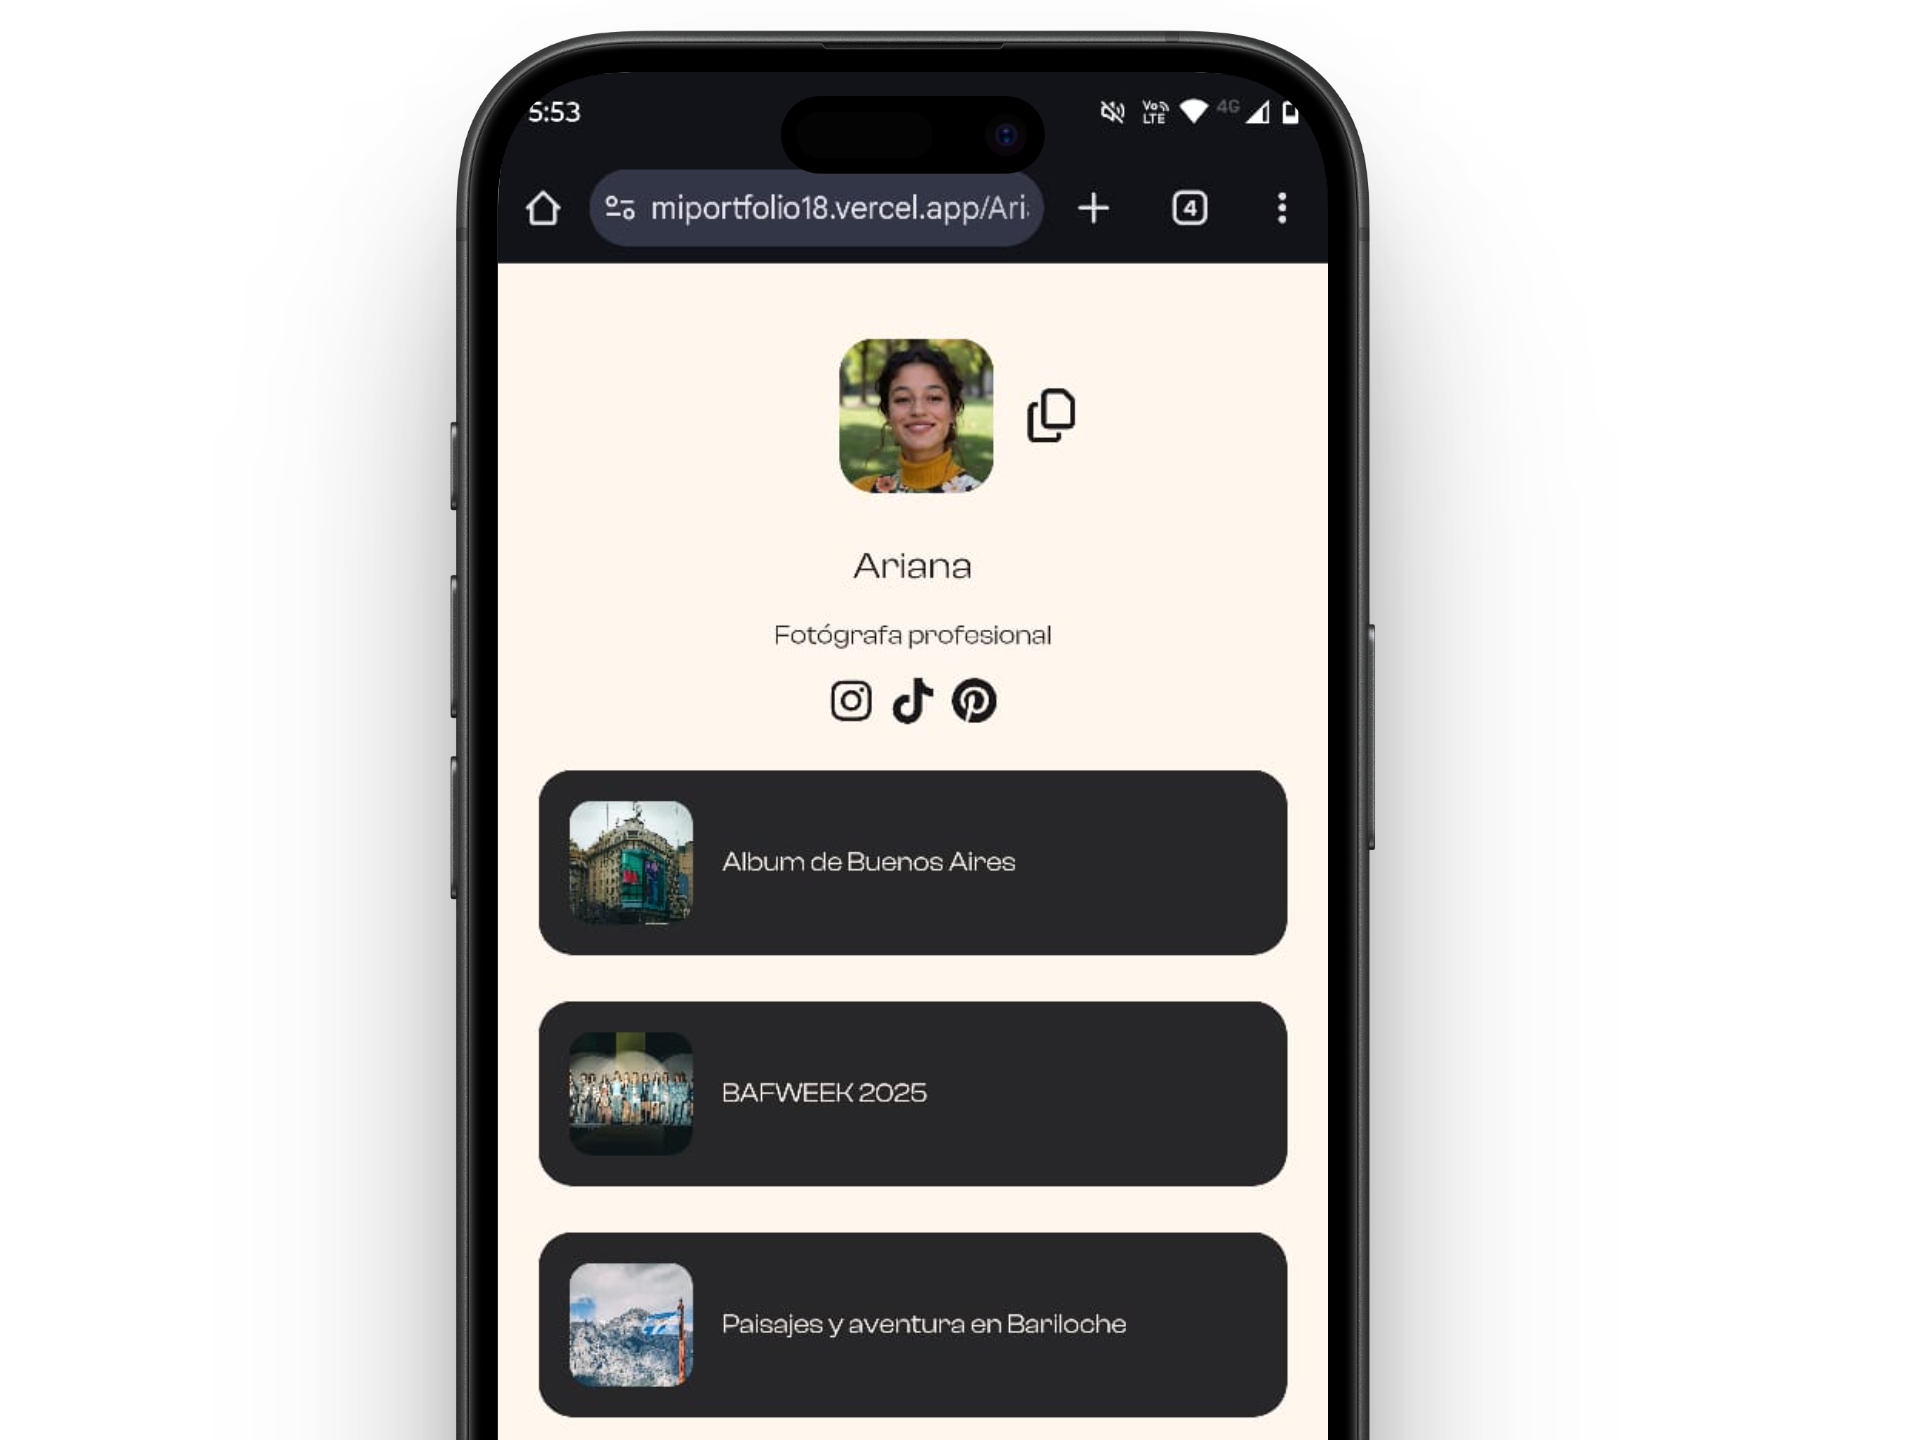 5:53
Vo LTE
4G
miportfolio18.vercel.app/Ari
4
Ariana
Fotógrafa profesional
Album de Buenos Aires
BAFWEEK 2025
Paisajes y aventura en Bariloche